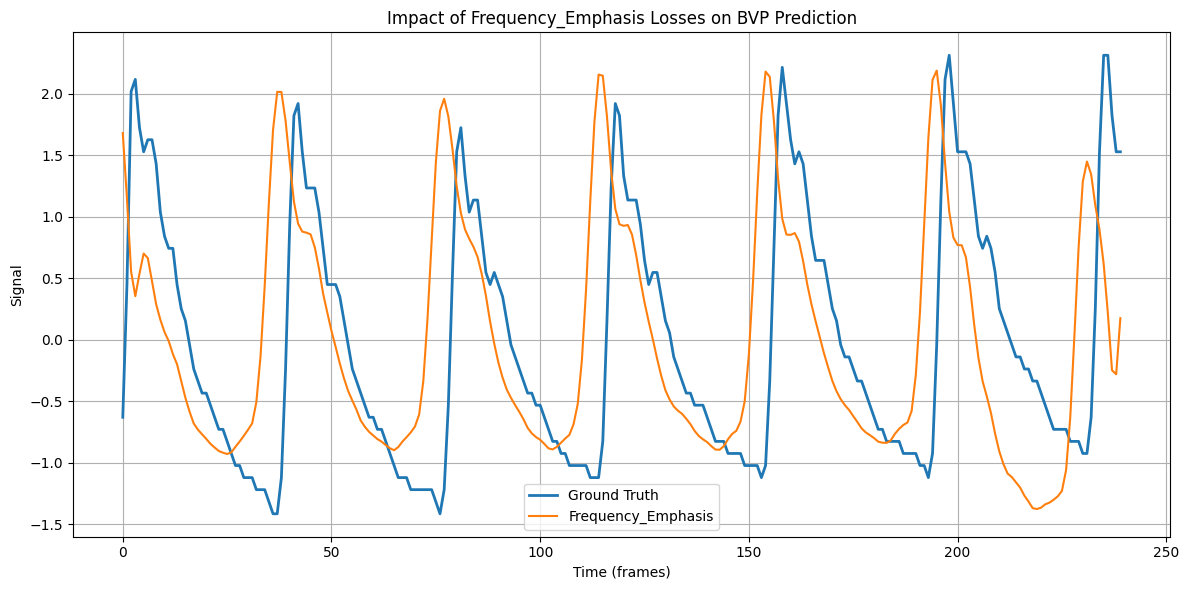 Impact of Frequency_Emphasis Losses on BVP Prediction
Signal
2.0
1.5
1.0
0.5
0.0
−0.5
−1.0
−1.5
Ground Truth
Frequency_Emphasis
0 50 100 150 200 250
Time (frames)